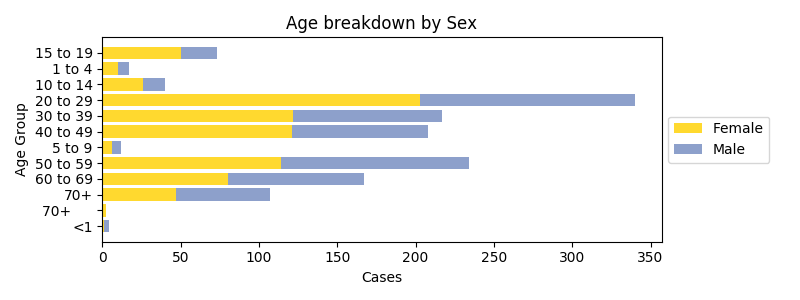 Age breakdown by Sex
Age Group
15 to 19
1 to 4
10 to 14
20 to 29
30 to 39
40 to 49
5 to 9
50 to 59
60 to 69
70+
70+
<1
0 50 100 150 200 250 300 350
Cases
Female
Male